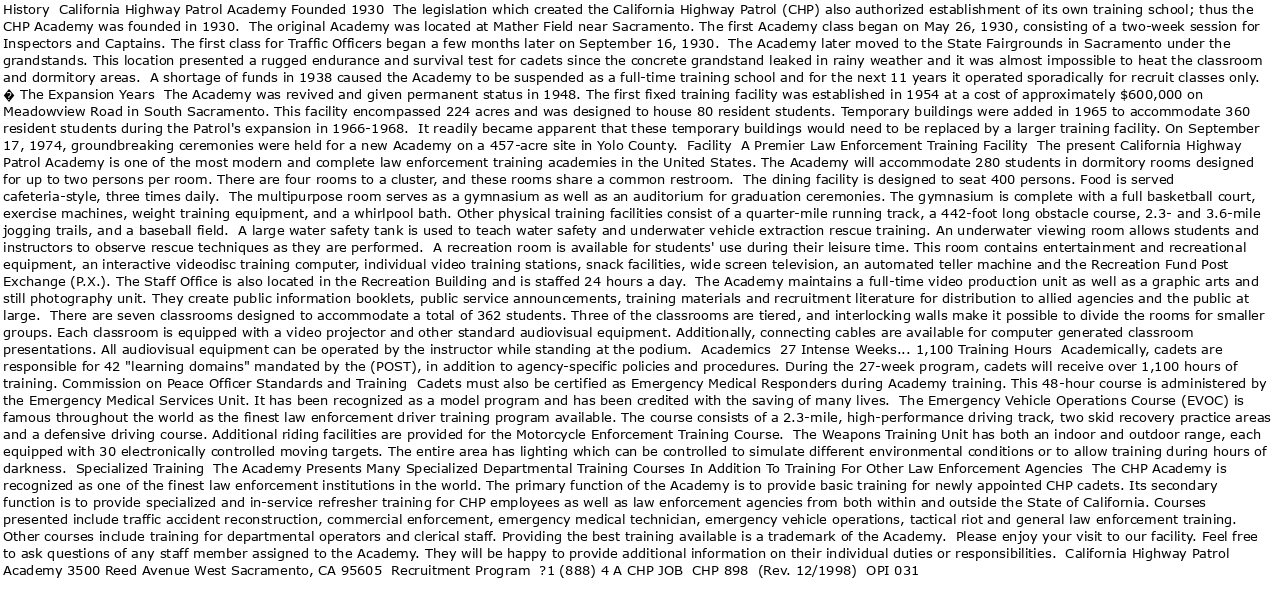 History  California Highway Patrol Academy Founded 1930  The legislation which created the California Highway Patrol (CHP) also authorized establishment of its own training school; thus the
CHP Academy was founded in 1930.  The original Academy was located at Mather Field near Sacramento. The first Academy class began on May 26, 1930, consisting of a two-week session for
Inspectors and Captains. The first class for Traffic Officers began a few months later on September 16, 1930.  The Academy later moved to the State Fairgrounds in Sacramento under the
grandstands. This location presented a rugged endurance and survival test for cadets since the concrete grandstand leaked in rainy weather and it was almost impossible to heat the classroom
and dormitory areas.  A shortage of funds in 1938 caused the Academy to be suspended as a full-time training school and for the next 11 years it operated sporadically for recruit classes only.
� The Expansion Years  The Academy was revived and given permanent status in 1948. The first fixed training facility was established in 1954 at a cost of approximately $600,000 on
Meadowview Road in South Sacramento. This facility encompassed 224 acres and was designed to house 80 resident students. Temporary buildings were added in 1965 to accommodate 360
resident students during the Patrol's expansion in 1966-1968.  It readily became apparent that these temporary buildings would need to be replaced by a larger training facility. On September
17, 1974, groundbreaking ceremonies were held for a new Academy on a 457-acre site in Yolo County.  Facility  A Premier Law Enforcement Training Facility  The present California Highway
Patrol Academy is one of the most modern and complete law enforcement training academies in the United States. The Academy will accommodate 280 students in dormitory rooms designed
for up to two persons per room. There are four rooms to a cluster, and these rooms share a common restroom.  The dining facility is designed to seat 400 persons. Food is served
cafeteria-style, three times daily.  The multipurpose room serves as a gymnasium as well as an auditorium for graduation ceremonies. The gymnasium is complete with a full basketball court,
exercise machines, weight training equipment, and a whirlpool bath. Other physical training facilities consist of a quarter-mile running track, a 442-foot long obstacle course, 2.3- and 3.6-mile
jogging trails, and a baseball field.  A large water safety tank is used to teach water safety and underwater vehicle extraction rescue training. An underwater viewing room allows students and
instructors to observe rescue techniques as they are performed.  A recreation room is available for students' use during their leisure time. This room contains entertainment and recreational
equipment, an interactive videodisc training computer, individual video training stations, snack facilities, wide screen television, an automated teller machine and the Recreation Fund Post
Exchange (P.X.). The Staff Office is also located in the Recreation Building and is staffed 24 hours a day.  The Academy maintains a full-time video production unit as well as a graphic arts and
still photography unit. They create public information booklets, public service announcements, training materials and recruitment literature for distribution to allied agencies and the public at
large.  There are seven classrooms designed to accommodate a total of 362 students. Three of the classrooms are tiered, and interlocking walls make it possible to divide the rooms for smaller
groups. Each classroom is equipped with a video projector and other standard audiovisual equipment. Additionally, connecting cables are available for computer generated classroom
presentations. All audiovisual equipment can be operated by the instructor while standing at the podium.  Academics  27 Intense Weeks... 1,100 Training Hours  Academically, cadets are
responsible for 42 "learning domains" mandated by the (POST), in addition to agency-specific policies and procedures. During the 27-week program, cadets will receive over 1,100 hours of
training. Commission on Peace Officer Standards and Training  Cadets must also be certified as Emergency Medical Responders during Academy training. This 48-hour course is administered by
the Emergency Medical Services Unit. It has been recognized as a model program and has been credited with the saving of many lives.  The Emergency Vehicle Operations Course (EVOC) is
famous throughout the world as the finest law enforcement driver training program available. The course consists of a 2.3-mile, high-performance driving track, two skid recovery practice areas
and a defensive driving course. Additional riding facilities are provided for the Motorcycle Enforcement Training Course.  The Weapons Training Unit has both an indoor and outdoor range, each
equipped with 30 electronically controlled moving targets. The entire area has lighting which can be controlled to simulate different environmental conditions or to allow training during hours of
darkness.  Specialized Training  The Academy Presents Many Specialized Departmental Training Courses In Addition To Training For Other Law Enforcement Agencies  The CHP Academy is
recognized as one of the finest law enforcement institutions in the world. The primary function of the Academy is to provide basic training for newly appointed CHP cadets. Its secondary
function is to provide specialized and in-service refresher training for CHP employees as well as law enforcement agencies from both within and outside the State of California. Courses
presented include traffic accident reconstruction, commercial enforcement, emergency medical technician, emergency vehicle operations, tactical riot and general law enforcement training.
Other courses include training for departmental operators and clerical staff. Providing the best training available is a trademark of the Academy.  Please enjoy your visit to our facility. Feel free
to ask questions of any staff member assigned to the Academy. They will be happy to provide additional information on their individual duties or responsibilities.  California Highway Patrol
Academy 3500 Reed Avenue West Sacramento, CA 95605  Recruitment Program  ?1 (888) 4 A CHP JOB  CHP 898  (Rev. 12/1998)  OPI 031